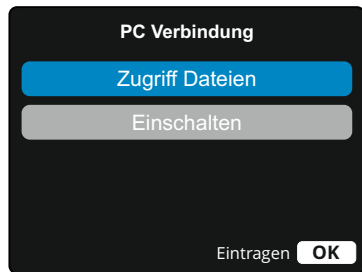 PC Verbindung
Zugriff Dateien
Einschalten
Eintragen OK